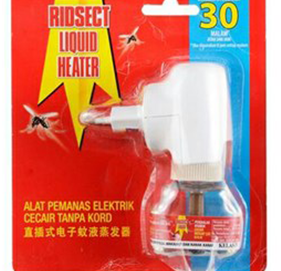 RIDSECT
LIQUID
HEATER
30
MALAM
ALAT PEMANAS ELEKTRIK
CECAIR TANPA KORD
直插式电子蚊液蒸发器